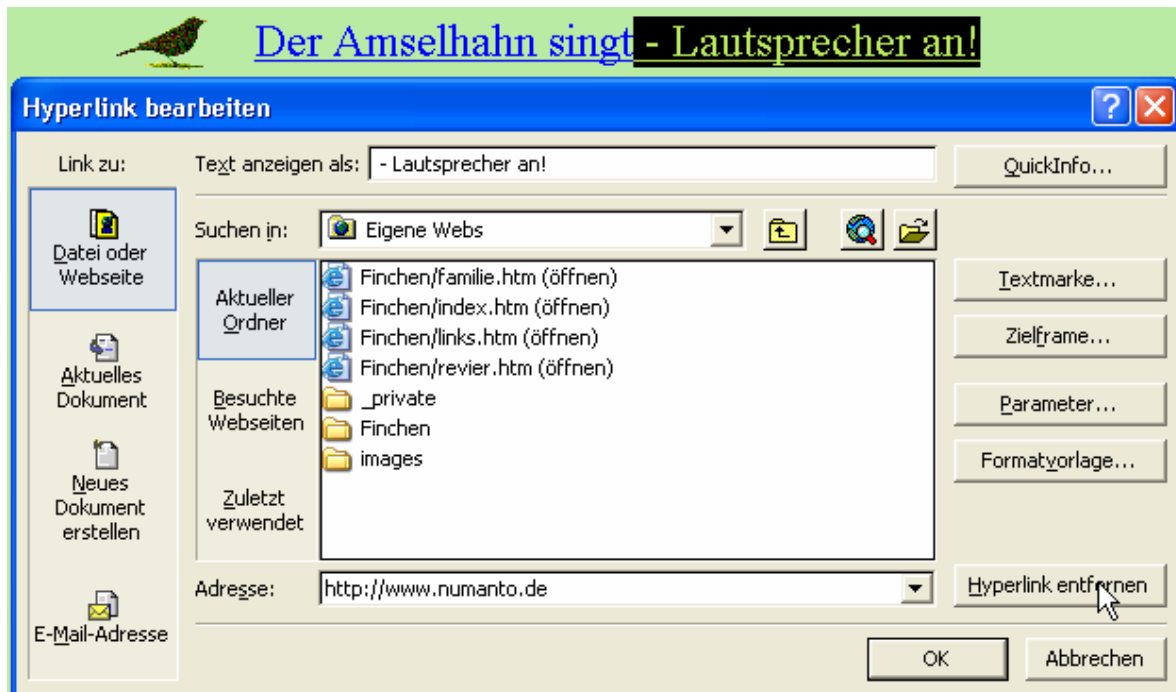 Der Amselhahn singt - Lautsprecher an!
Hyperlink bearbeiten
Link zu:
Text anzeigen als:
- Lautsprecher an!
QuickInfo...
Datei oder
Webseite
Aktuelles
Dokument
Neues
Dokument
erstellen
E-Mail-Adresse
Suchen in:
Eigene Webs
Aktueller
Ordner
Besuchte
Webseiten
Zuletzt
verwendet
Finchen/familie.htm (öffnen)
Finchen/index.htm (öffnen)
Finchen/links.htm (öffnen)
Finchen/revier.htm (öffnen)
_private
Finchen
images
Textmarke...
Zielframe...
Parameter...
Formatvorlage...
Adresse:
http://www.numanto.de
Hyperlink entfernen
OK
Abbrechen